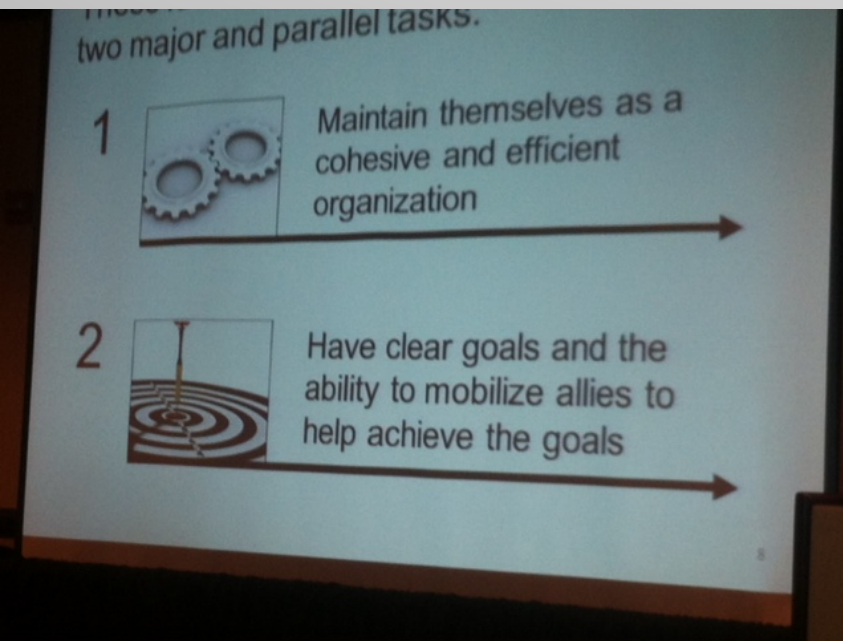 two major and parallel tasks.
1
Maintain themselves as a
cohesive and efficient
organization
2
Have clear goals and the
ability to mobilize allies to
help achieve the goals
8